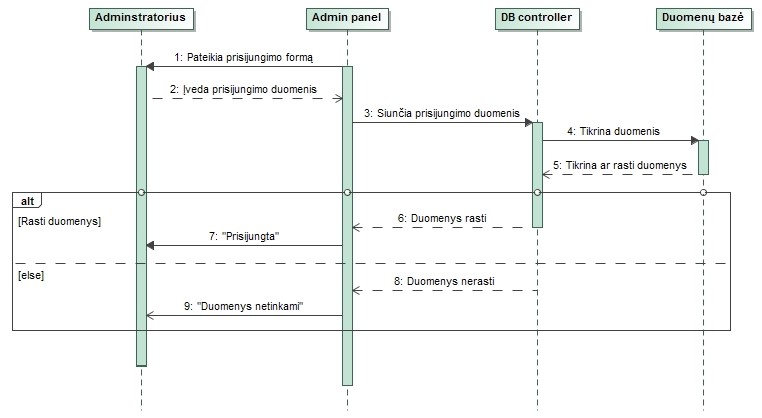 Adminstratorius
Admin panel
DB controller
Duomenų bazė
1: Pateikia prisijungimo formą
2: Įveda prisijungimo duomenis
3: Siunčia prisijungimo duomenis
4: Tikrina duomenis
5: Tikrina ar rasti duomenys
alt
[Rasti duomenys]
6: Duomenys rasti
7: "Prisijungta"
[else]
8: Duomenys nerasti
9: "Duomenys netinkami"